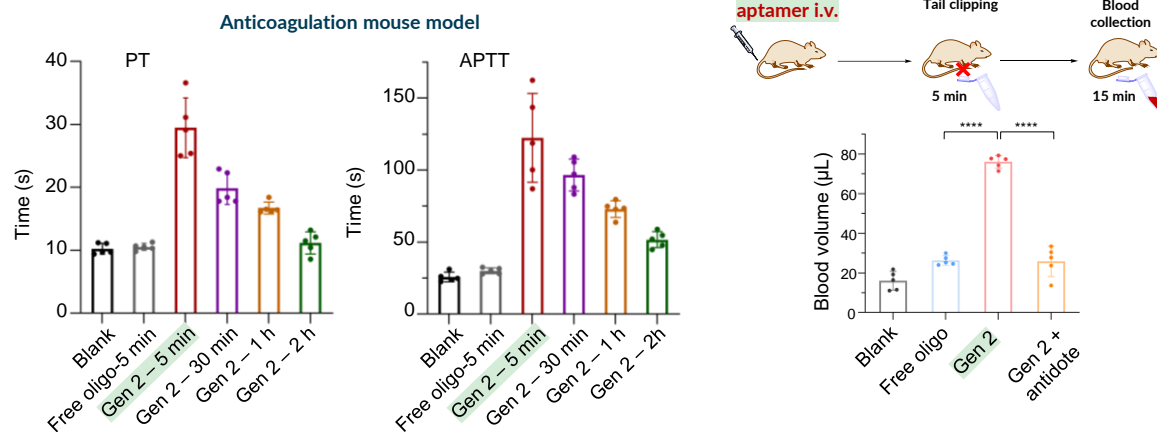 Anticoagulation mouse model
PT
Time (s)
40
30
20
10
0
Blank
Free oligo-5 min
Gen 2 – 5 min
Gen 2 – 30 min
Gen 2 – 1 h
Gen 2 – 2 h
APTT
Time (s)
150
100
50
0
Blank
Free oligo-5 min
Gen 2 – 5 min
Gen 2 – 30 min
Gen 2 – 1 h
Gen 2 – 2h
aptamer i.v.
Tail clipping
Blood
collection
5 min
15 min
**** ****
Blood volume (µL)
80
60
40
20
0
Blank
Free oligo
Gen 2
Gen 2 +
antidote